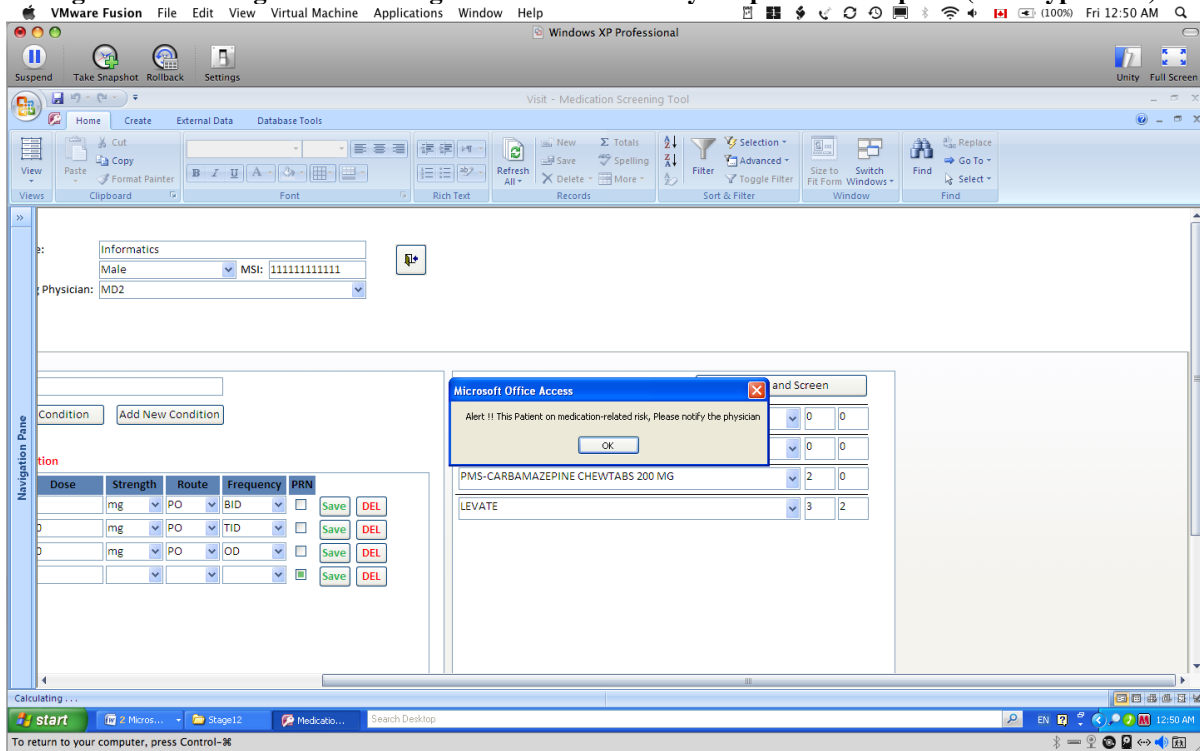 VMware Fusion File Edit View Virtual Machine Applications Window Help (100%) Fri 12:50 AM
Windows XP Professional
Suspend Take Snapshot Rollback Settings Unity Full Screen
Visit - Medication Screening Tool
Home Create External Data Database Tools
Cut New Totals Selection Replace
Copy Save Spelling Advanced Go To
View Paste Format Painter Refresh All Delete More Filter Toggle Filter Size to Fit Form Switch Windows Find Select
Views Clipboard Font Rich Text Records Sort & Filter Window Find
e: Informatics
Male MSI: 111111111111
Physician: MD2
Navigation Pane
and Screen
Microsoft Office Access
Alert !! This Patient on medication-related risk, Please notify the physician
OK
Condition Add New Condition 0 0
0 0
tion
Dose Strength Route Frequency PRN PMS-CARBAMAZEPINE CHEWTABS 200 MG 2 0
mg PO BID Save DEL LEVATE 3 2
0 mg PO TID Save DEL
0 mg PO OD Save DEL
Save DEL
Calculating . . .
start 2 Micros... Stage12 Medicatio... Search Desktop EN 12:50 AM
To return to your computer, press Control-⌘